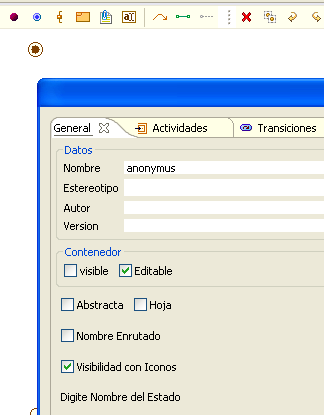 General Actividades Transiciones
Datos
Nombre anonymus
Estereotipo
Autor
Version
Contenedor
visible Editable
Abstracta Hoja
Nombre Enrutado
Visibilidad con Iconos
Digite Nombre del Estado